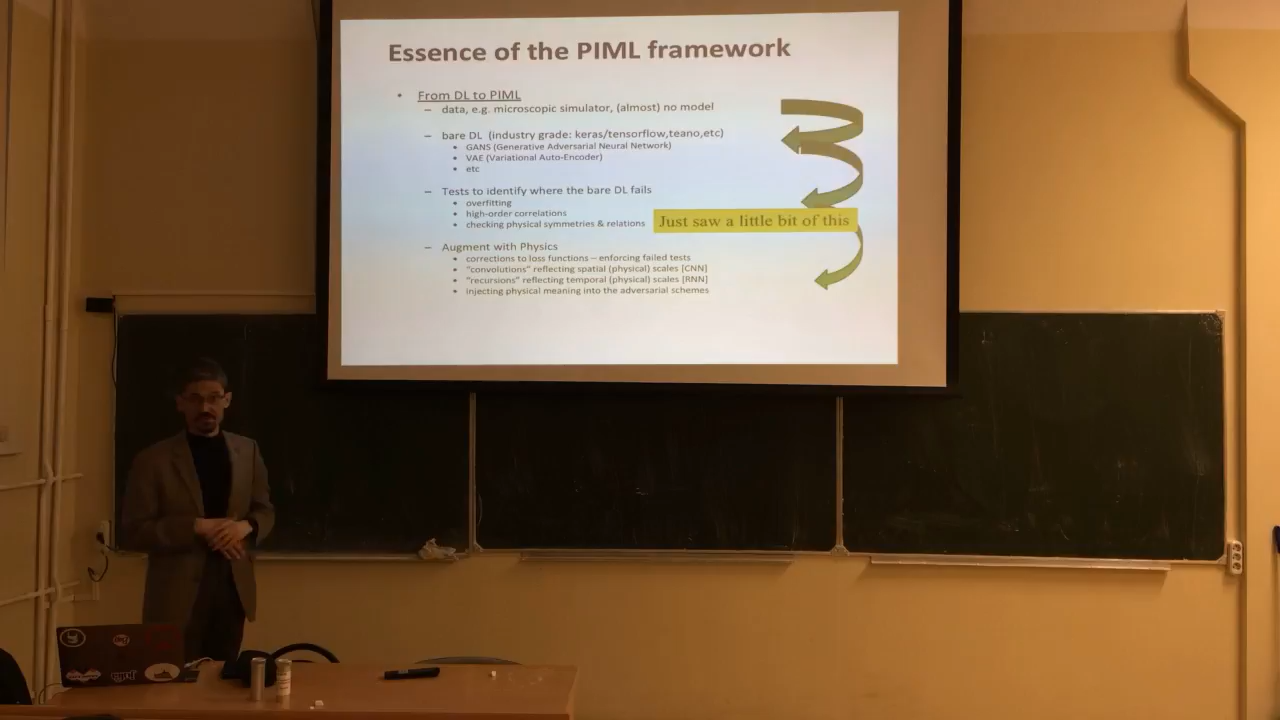 Essence of the PIML framework
• From DL to PIML
– data, e.g. microscopic simulator, (almost) no model
– bare DL (industry grade: keras/tensorflow,teano,etc)
• GANS (Generative Adversarial Neural Network)
• VAE (Variational Auto-Encoder)
• etc
– Tests to identify where the bare DL fails
• overfitting
• high-order correlations
• checking physical symmetries & relations
Just saw a little bit of this
– Augment with Physics
• corrections to loss functions – enforcing failed tests
• "convolutions" reflecting spatial (physical) scales [CNN]
• "recursions" reflecting temporal (physical) scales [RNN]
• injecting physical meaning into the adversarial schemes